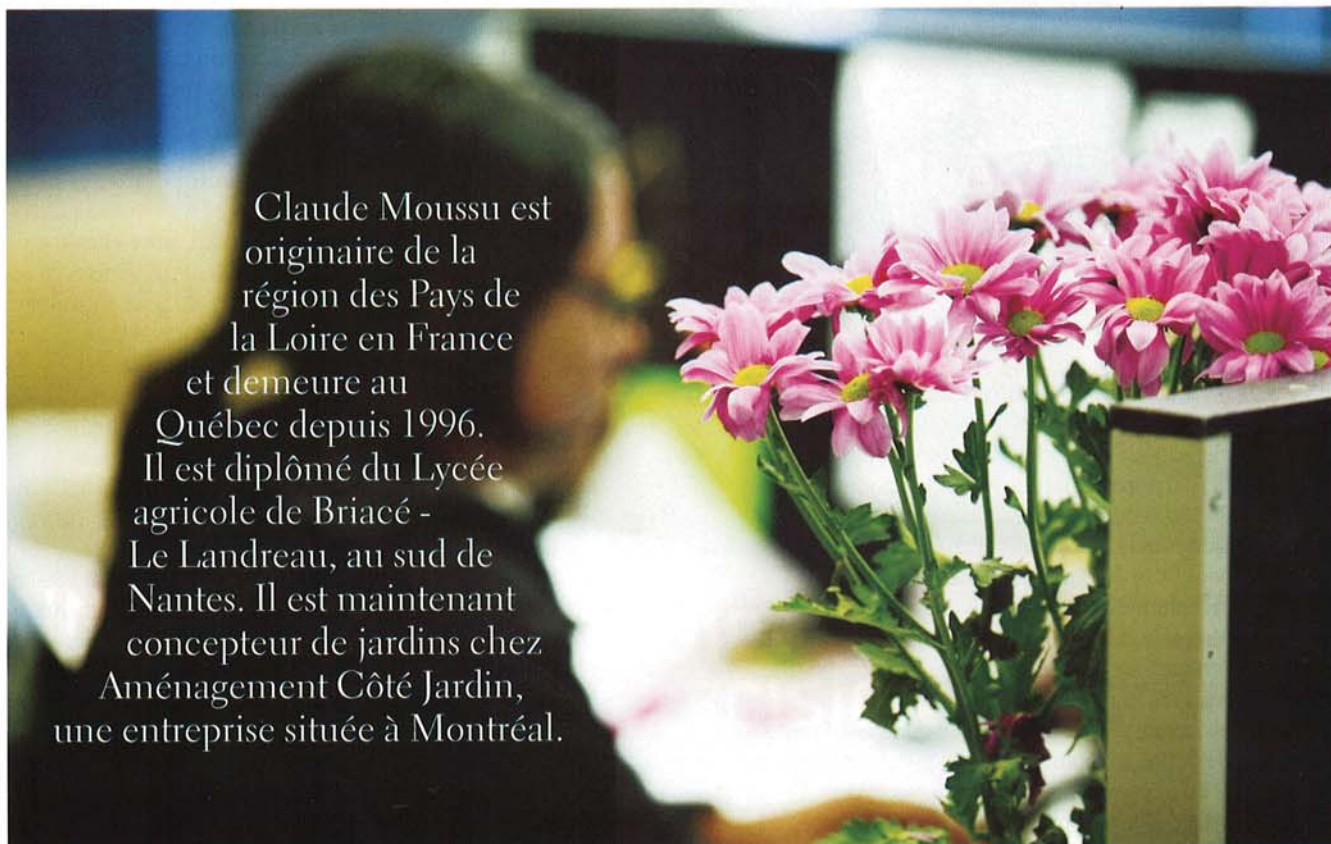 Claude Moussu est
originaire de la
région des Pays de
la Loire en France
et demeure au
Québec depuis 1996.
Il est diplômé du Lycée
agricole de Briacé -
Le Landreau, au sud de
Nantes. Il est maintenant
concepteur de jardins chez
Aménagement Côté Jardin,
une entreprise située à Montréal.